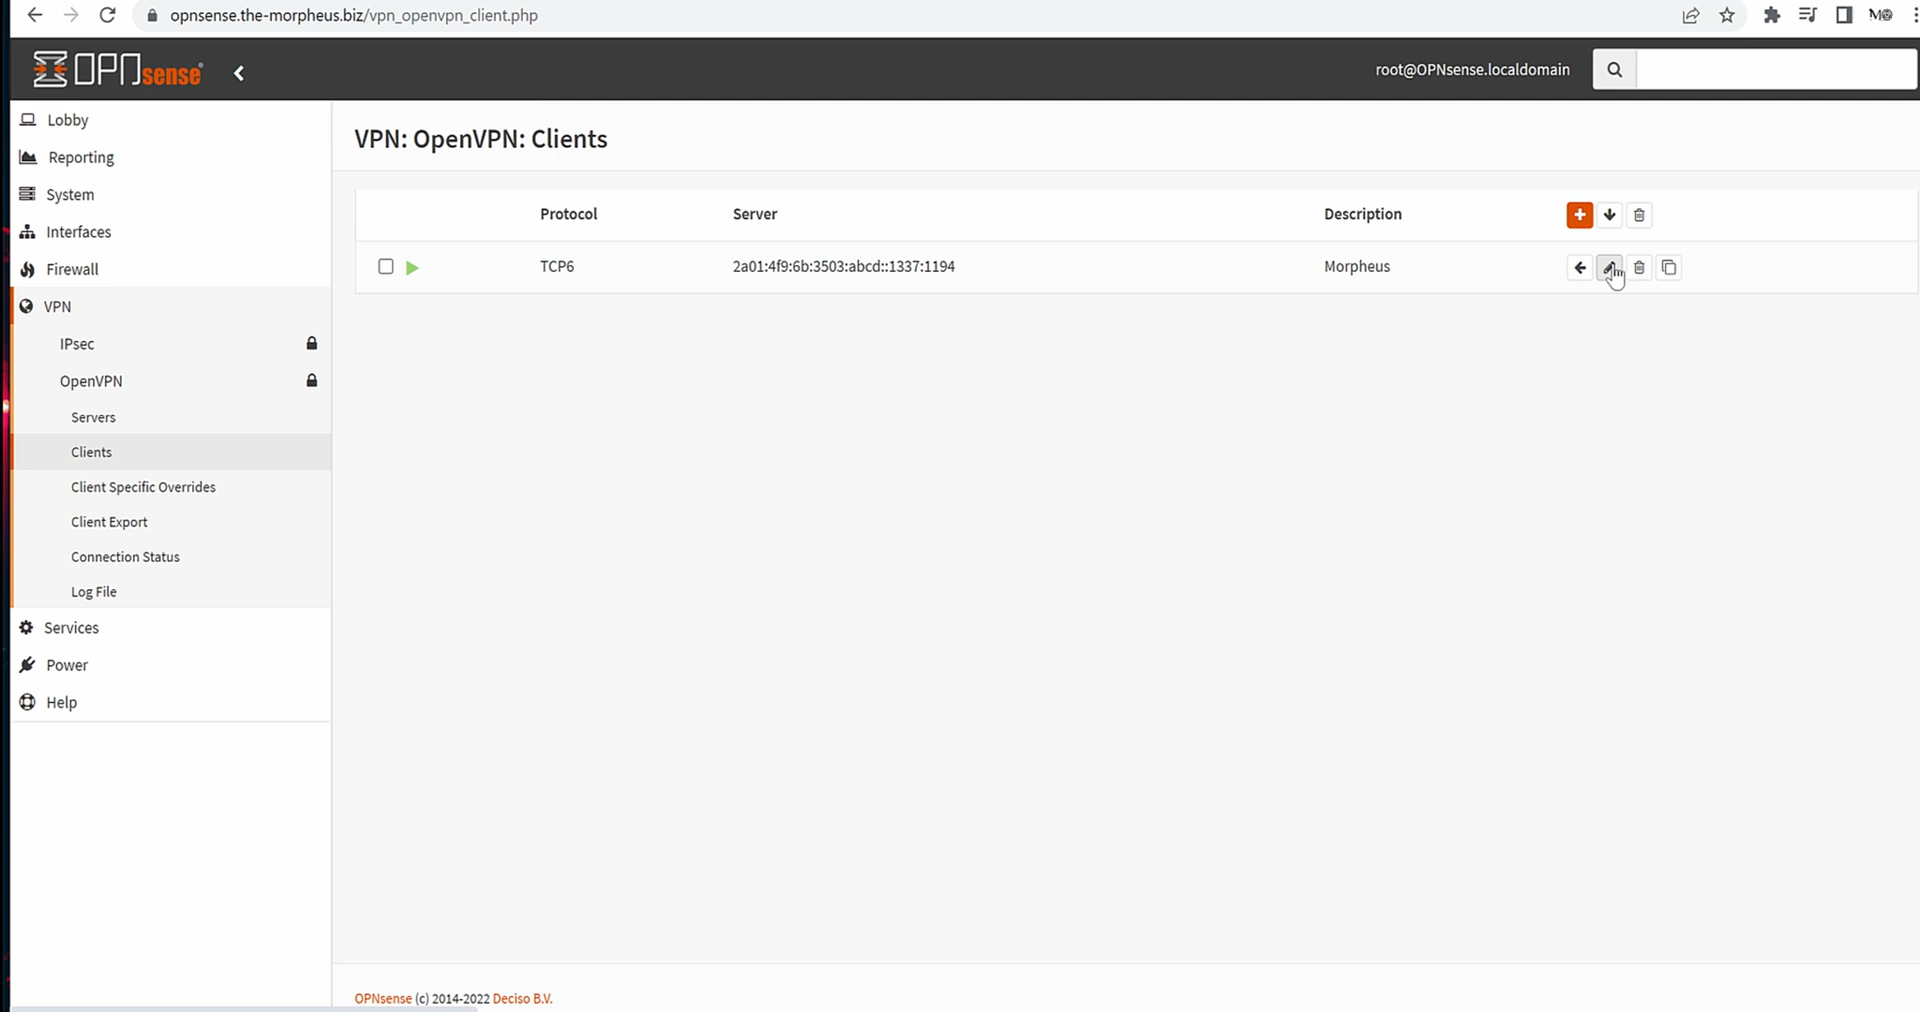 opnsense.the-morpheus.biz/vpn_openvpn_client.php
OPNsense®
root@OPNsense.localdomain
Lobby
Reporting
System
Interfaces
Firewall
VPN
IPsec
OpenVPN
Servers
Clients
Client Specific Overrides
Client Export
Connection Status
Log File
Services
Power
Help
VPN: OpenVPN: Clients
Protocol Server Description
TCP6 2a01:4f9:6b:3503:abcd::1337:1194 Morpheus
OPNsense (c) 2014-2022 Deciso B.V.